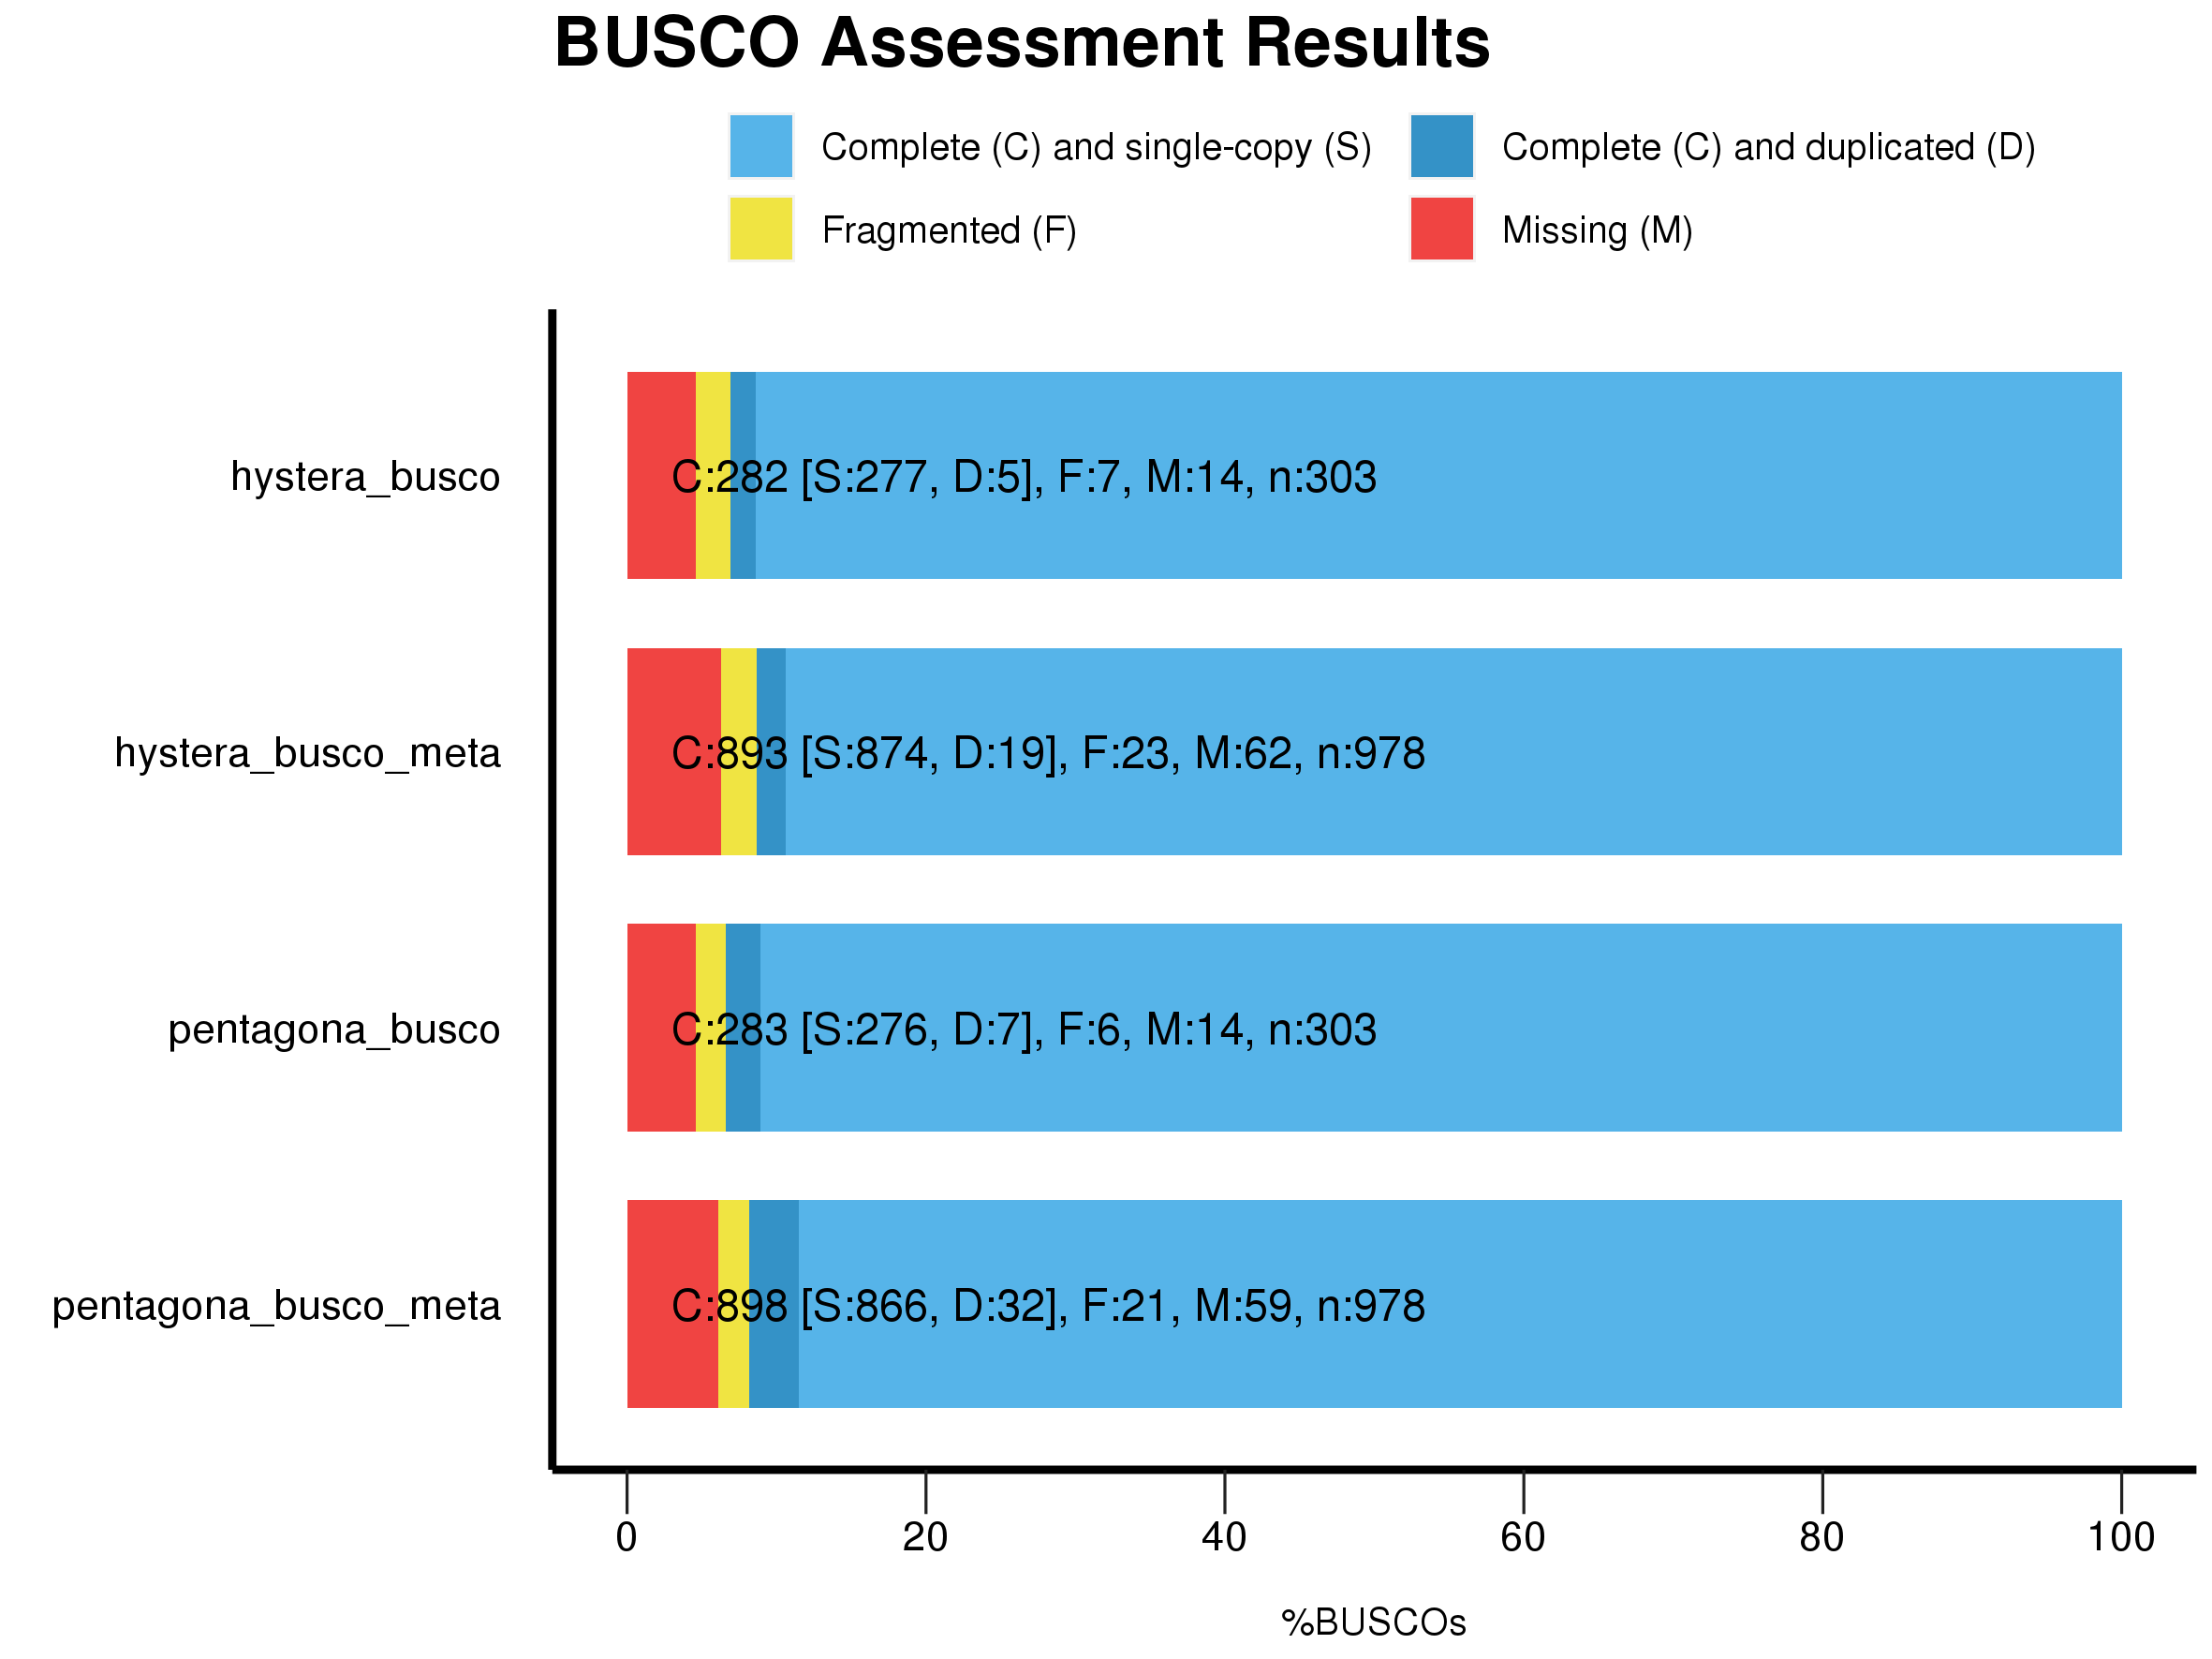 BUSCO Assessment Results
Complete (C) and single-copy (S)
Complete (C) and duplicated (D)
Fragmented (F)
Missing (M)
hystera_busco
C:282 [S:277, D:5], F:7, M:14, n:303
hystera_busco_meta
C:893 [S:874, D:19], F:23, M:62, n:978
pentagona_busco
C:283 [S:276, D:7], F:6, M:14, n:303
pentagona_busco_meta
C:898 [S:866, D:32], F:21, M:59, n:978
0 20 40 60 80 100
%BUSCOs